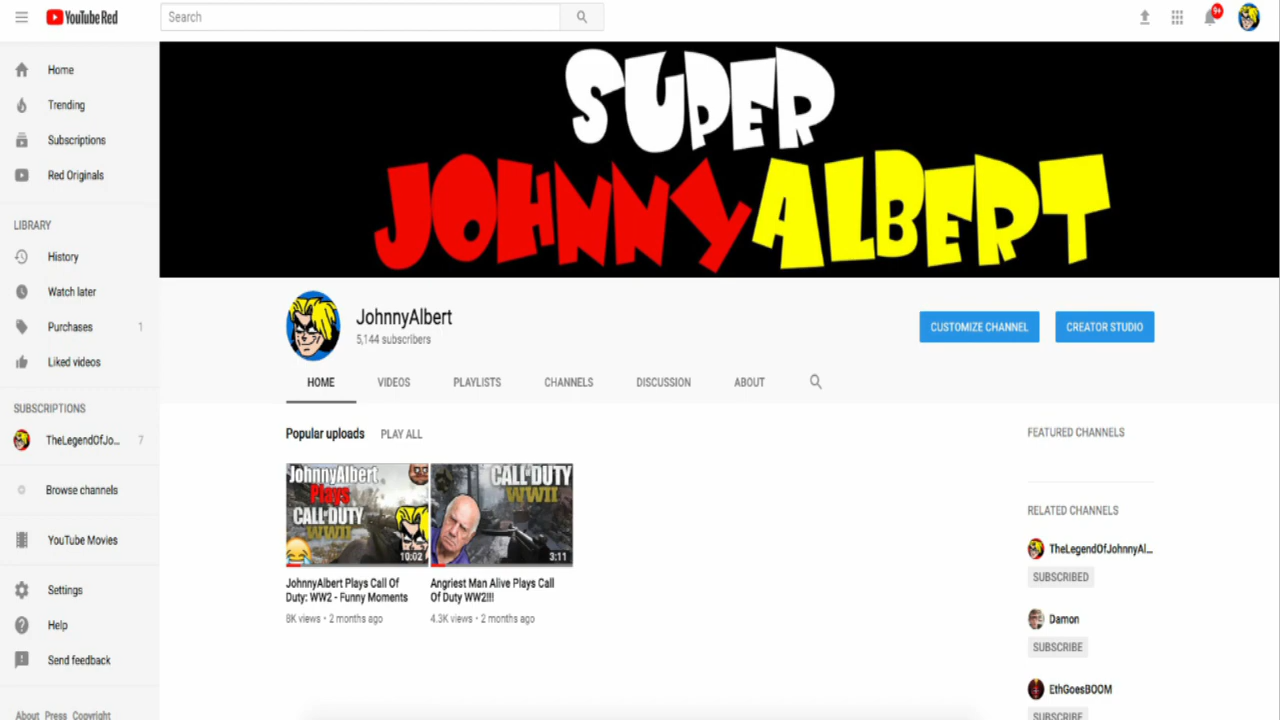 YouTube Red
Search
9+
Home
Trending
Subscriptions
Red Originals
LIBRARY
History
Watch later
Purchases 1
Liked videos
SUBSCRIPTIONS
TheLegendOfJo... 7
Browse channels
YouTube Movies
Settings
Help
Send feedback
About Press Copyright
SUPER
JOHNNYALBERT
JohnnyAlbert
5,144 subscribers
CUSTOMIZE CHANNEL
CREATOR STUDIO
HOME VIDEOS PLAYLISTS CHANNELS DISCUSSION ABOUT
Popular uploads PLAY ALL
JohnnyAlbert
Plays
CALL OF DUTY
WWII
10:02
JohnnyAlbert Plays Call Of
Duty: WW2 - Funny Moments
8K views • 2 months ago
CALL OF DUTY
WWII
3:11
Angriest Man Alive Plays Call
Of Duty WW2!!!
4.3K views • 2 months ago
FEATURED CHANNELS
RELATED CHANNELS
TheLegendOfJohnnyAl...
SUBSCRIBED
Damon
SUBSCRIBE
EthGoesBOOM
SUBSCRIBE